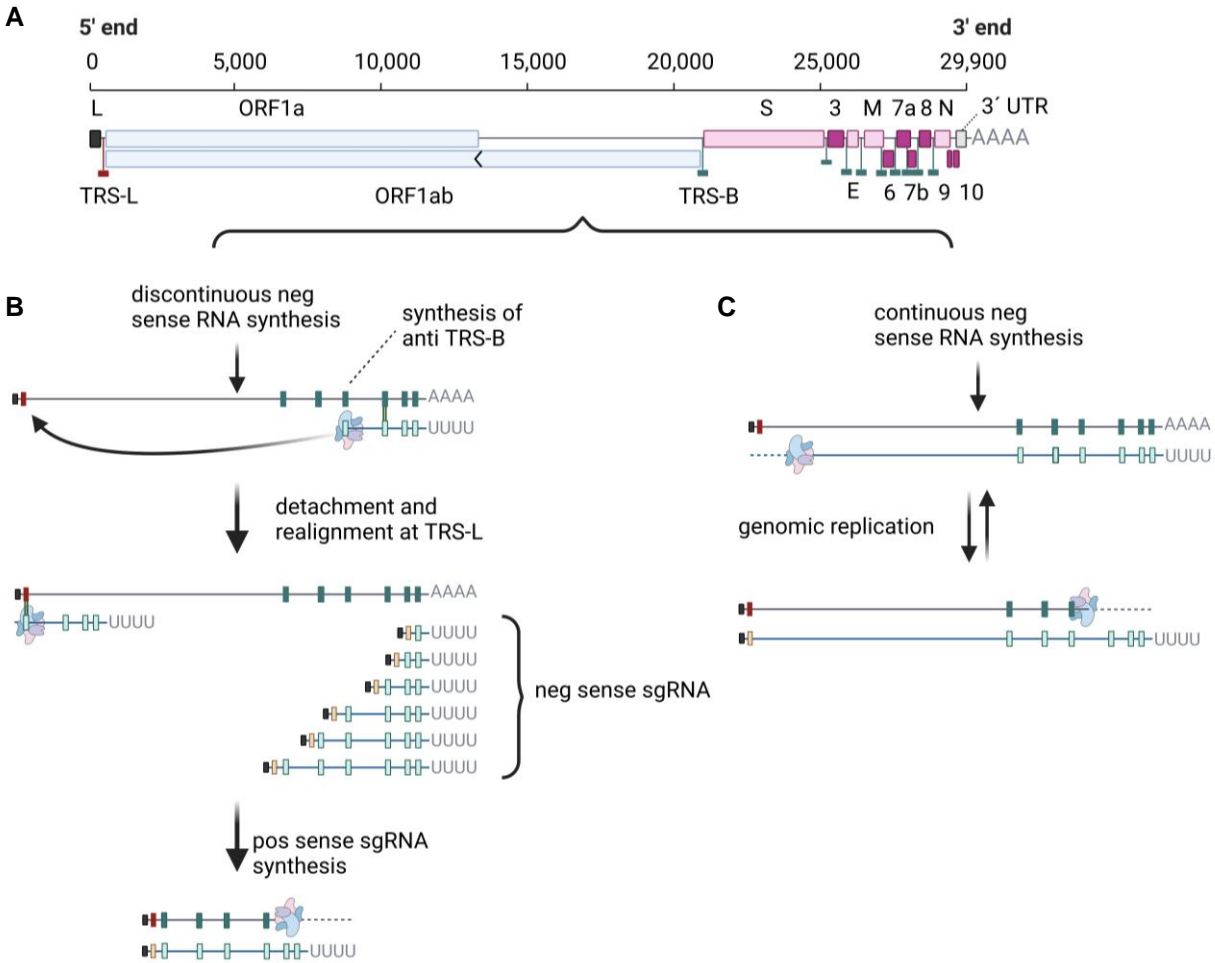 A
5' end 3' end
0 5,000 10,000 15,000 20,000 25,000 29,900
L ORF1a S 3 M 7a 8 N 3´ UTR
AAAA
TRS-L ORF1ab TRS-B E 6 7b 9 10
B
discontinuous neg
sense RNA synthesis
synthesis of
anti TRS-B
AAAA
UUUU
detachment and
realignment at TRS-L
AAAA
UUUU
UUUU
UUUU
UUUU
UUUU
UUUU
UUUU
neg sense sgRNA
pos sense sgRNA
synthesis
UUUU
C
continuous neg
sense RNA synthesis
AAAA
UUUU
genomic replication
UUUU